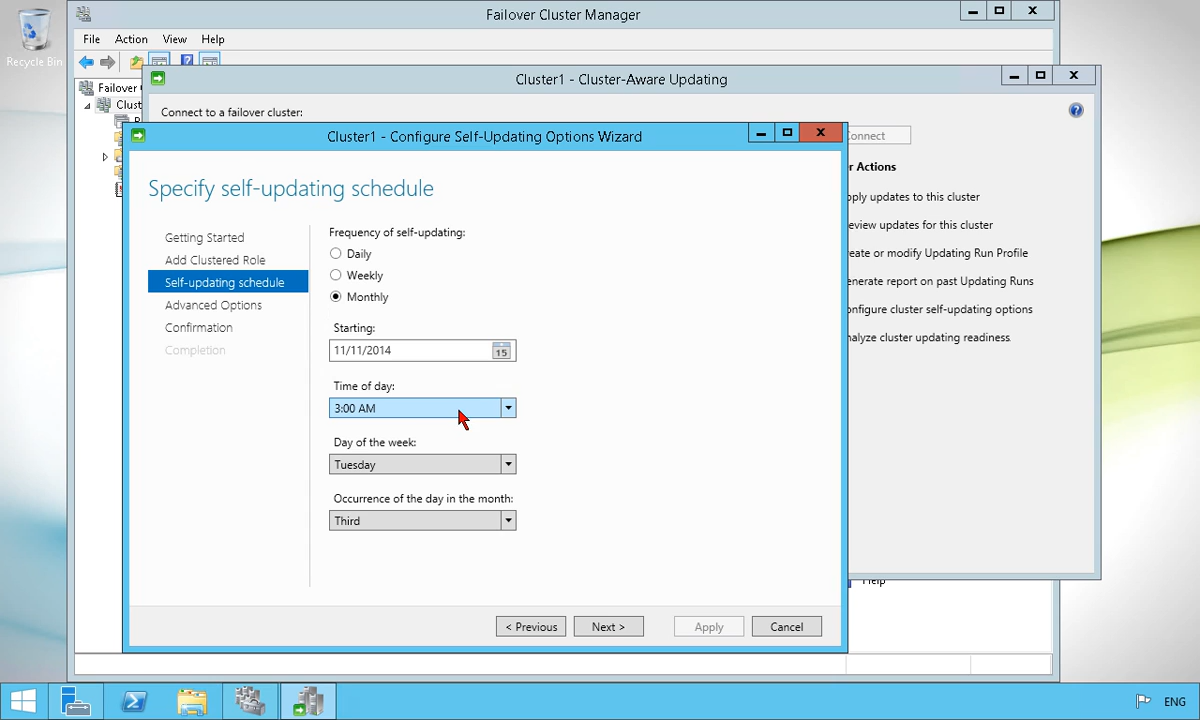 Recycle Bin
Failover Cluster Manager
File Action View Help
Failover
Clust
Cluster1 - Cluster-Aware Updating
Connect to a failover cluster:
Connect
r Actions
pply updates to this cluster
review updates for this cluster
reate or modify Updating Run Profile
enerate report on past Updating Runs
onfigure cluster self-updating options
nalyze cluster updating readiness
Help
Cluster1 - Configure Self-Updating Options Wizard
Specify self-updating schedule
Getting Started
Add Clustered Role
Self-updating schedule
Advanced Options
Confirmation
Completion
Frequency of self-updating:
Daily
Weekly
Monthly
Starting:
11/11/2014
15
Time of day:
3:00 AM
Day of the week:
Tuesday
Occurrence of the day in the month:
Third
< Previous
Next >
Apply
Cancel
ENG